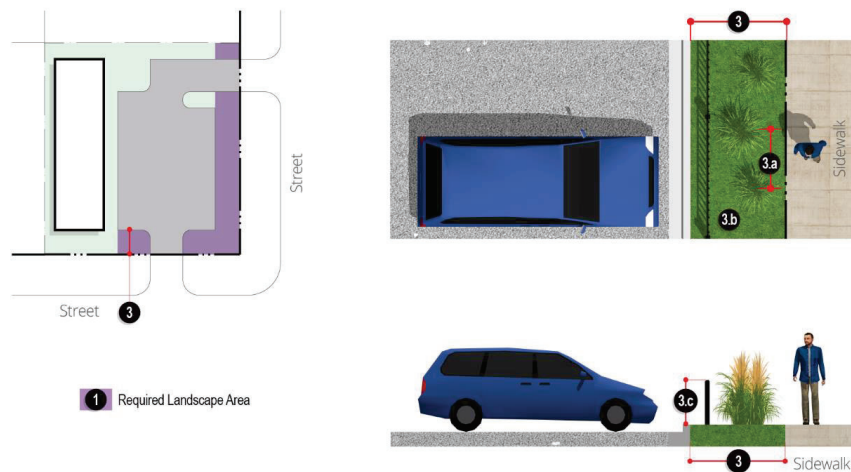 Street
Street
3
1 Required Landscape Area
3
3.a
3.b
Sidewalk
3.c
3
Sidewalk